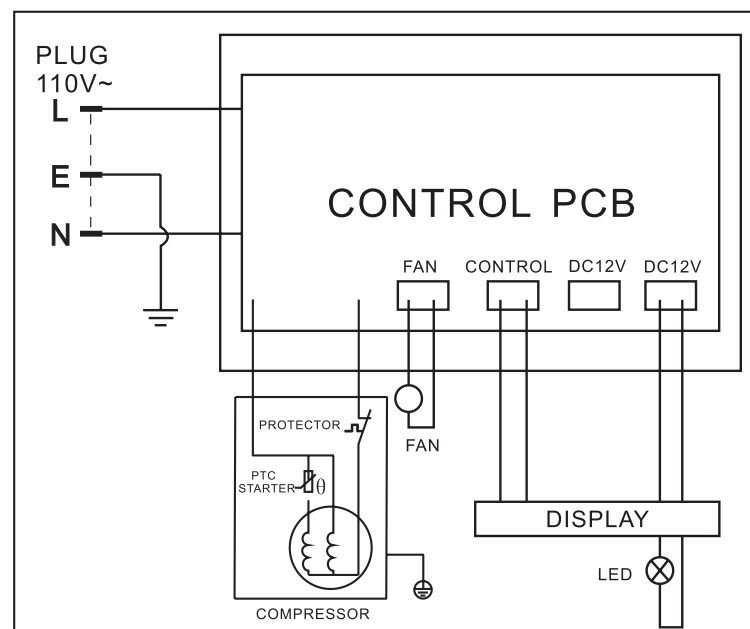 PLUG
110V~
L
E
N
CONTROL PCB
FAN CONTROL DC12V DC12V
PROTECTOR
FAN
PTC
STARTER θ
DISPLAY
LED
COMPRESSOR